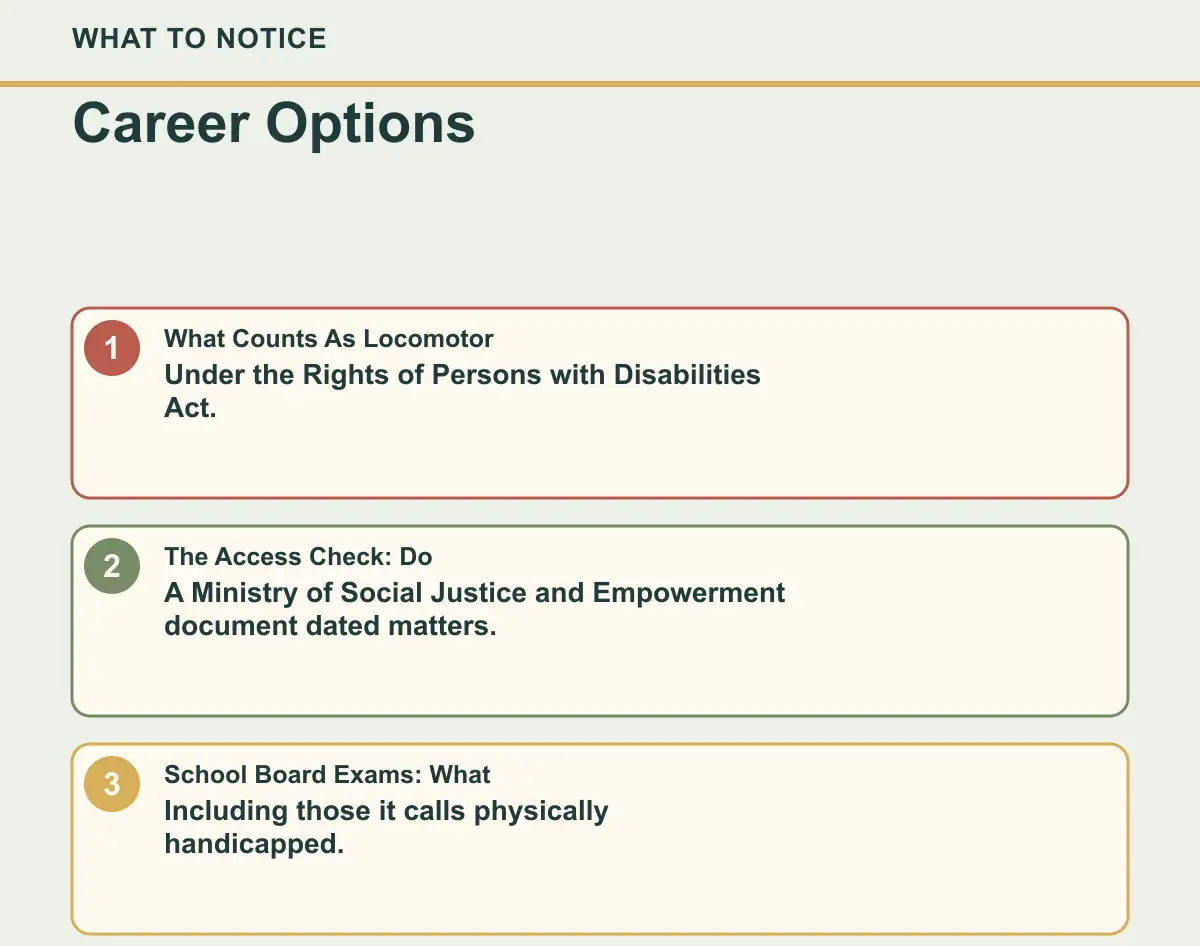 WHAT TO NOTICE
Career Options
1
What Counts As Locomotor
Under the Rights of Persons with Disabilities
Act.
2
The Access Check: Do
A Ministry of Social Justice and Empowerment
document dated matters.
3
School Board Exams: What
Including those it calls physically
handicapped.